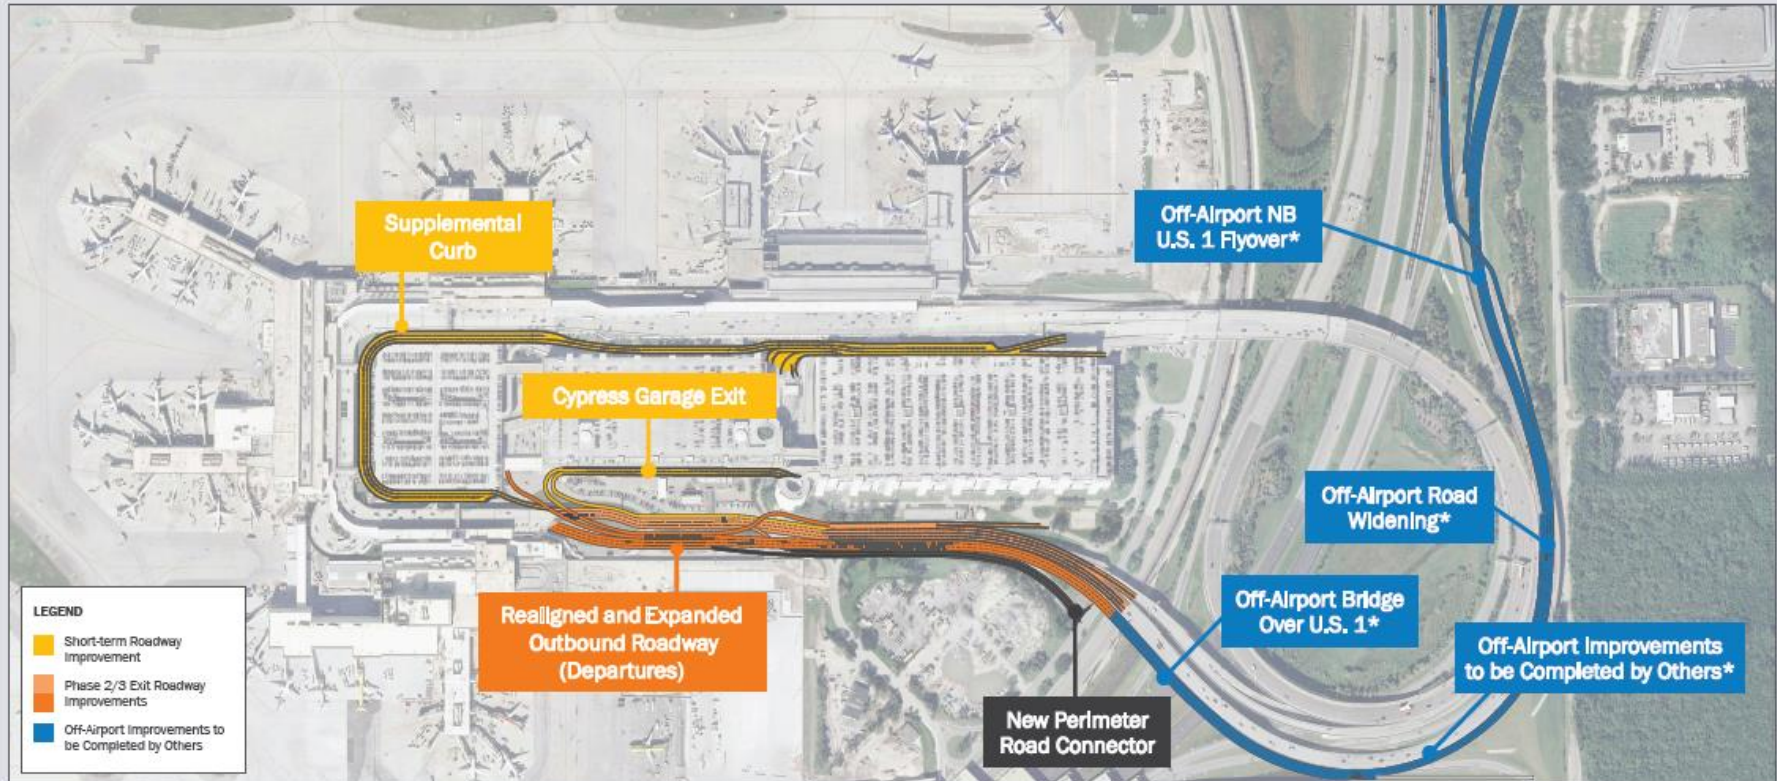 Supplemental
Curb
Off-Airport NB
U.S. 1 Flyover*
Cypress Garage Exit
Off-Airport Road
Widening*
Realigned and Expanded
Outbound Roadway
(Departures)
Off-Airport Bridge
Over U.S. 1*
Off-Airport Improvements
to be Completed by Others*
New Perimeter
Road Connector
LEGEND
Short-term Roadway
Improvement
Phase 2/3 Exit Roadway
Improvements
Off-Airport Improvements to
be Completed by Others